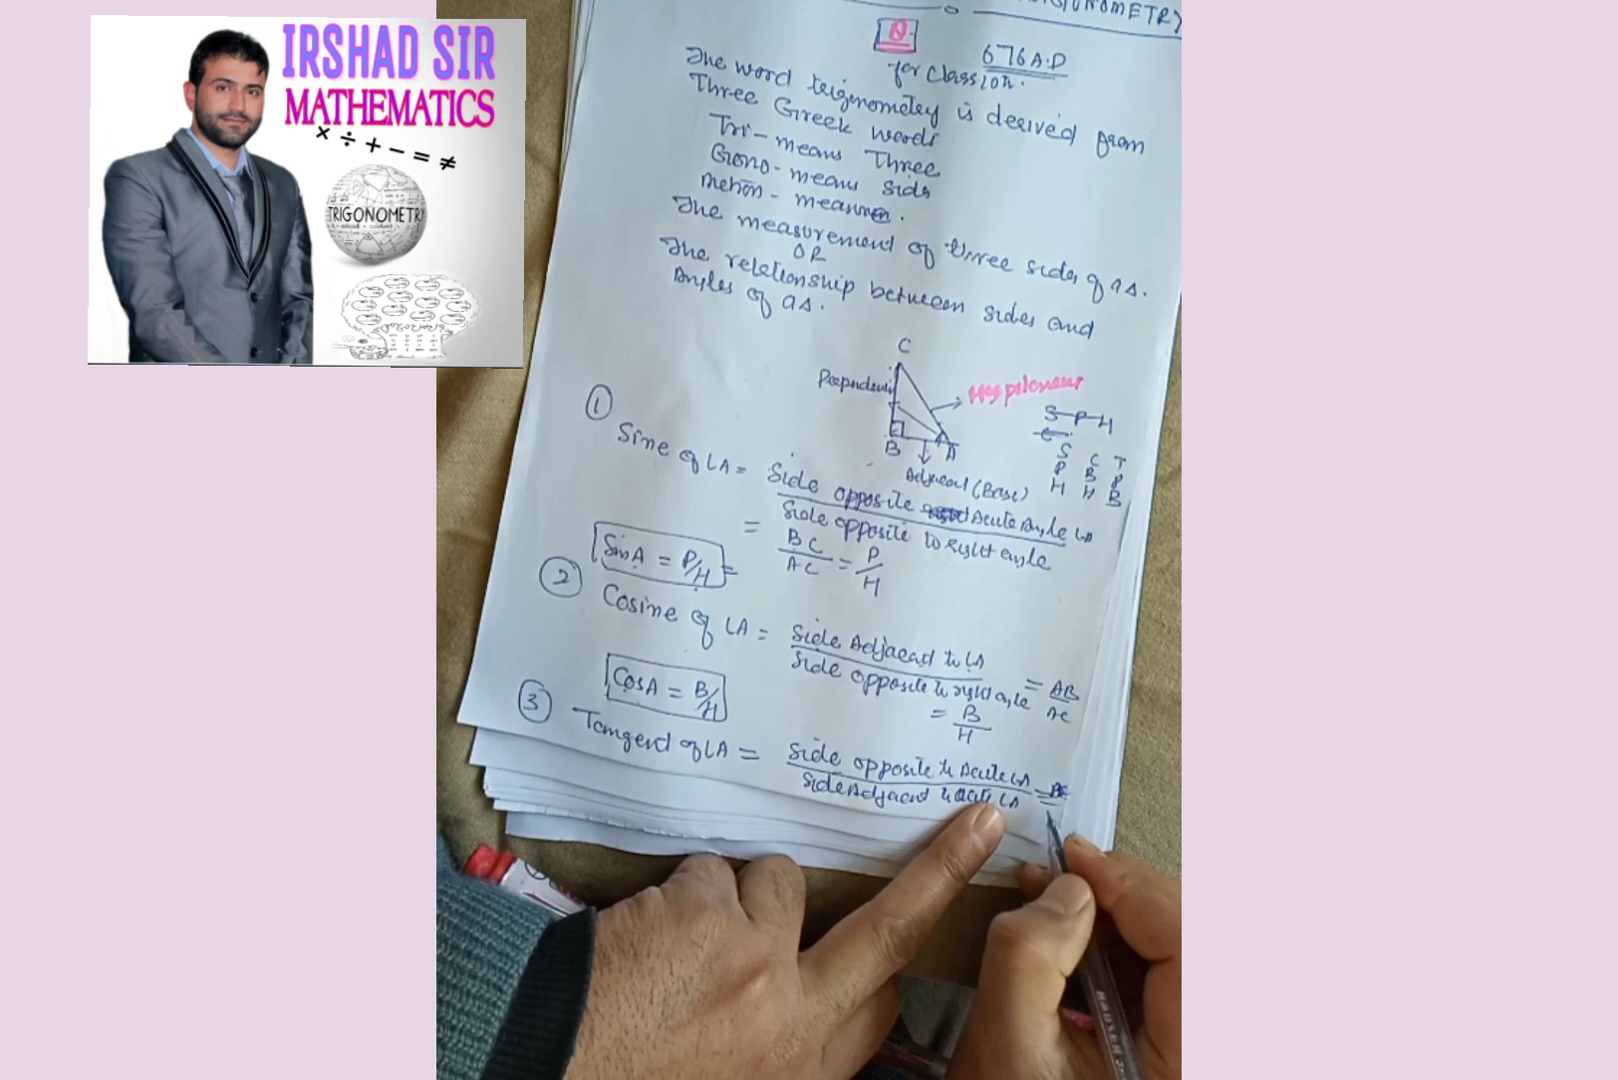 IRSHAD SIR
MATHEMATICS
× ÷ + − = ≠
TRIGONOMETRY
θ
676 A.D
for class 10th.
The word trigonometry is derived from
Three Greek words
Tri - means Three
Gono - means sides
Metron - measure.
The measurement of three sides of a Δ.
OR
The relationship between sides and
Angles of a Δ.
C
Perpendicular
B
A
Adjacent (Base)
S P H
S C T
P B P
H H B
① Sine of ∠A = Side opposite Acute Angle ∠A
Side opposite to right angle
= BC/AC = P/H
Sin A = P/H =
② Cosine of ∠A = Side Adjacent to ∠A
Side opposite to right angle = AB/AC
= B/H
Cos A = B/H
③ Tangent of ∠A = Side opposite to Acute ∠A
Side Adjacent to acute ∠A = BC